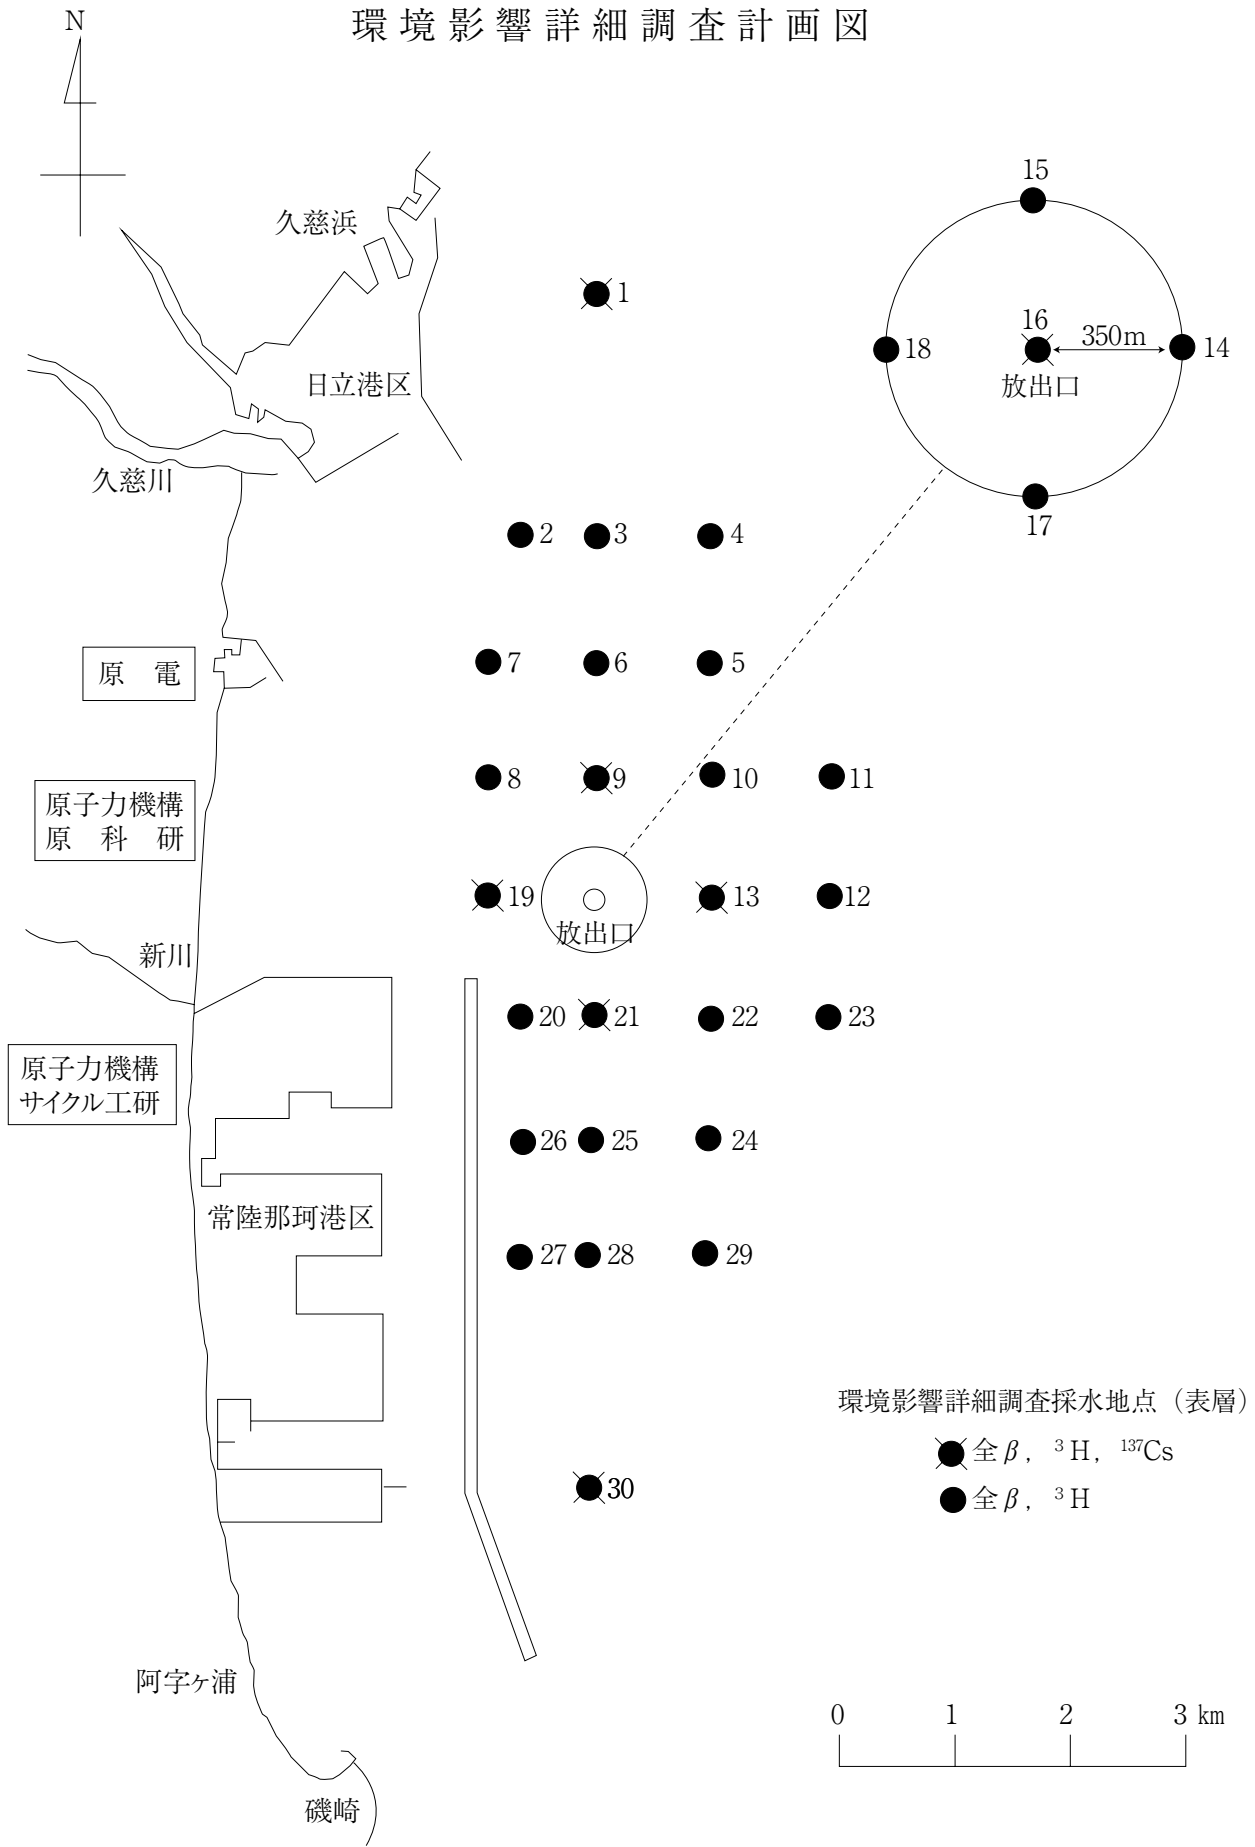 環境影響詳細調査計画図
N
久慈浜
日立港区
久慈川
原 電
原子力機構
原 科 研
新川
原子力機構
サイクル工研
常陸那珂港区
阿字ヶ浦
磯崎
1
2
3
4
7
6
5
8
9
10
11
19
放出口
13
12
20
21
22
23
26
25
24
27
28
29
30
15
16
350m
18
14
放出口
17
環境影響詳細調査採水地点（表層）
全β, ³H, ¹³⁷Cs
全β, ³H
0 1 2 3 km